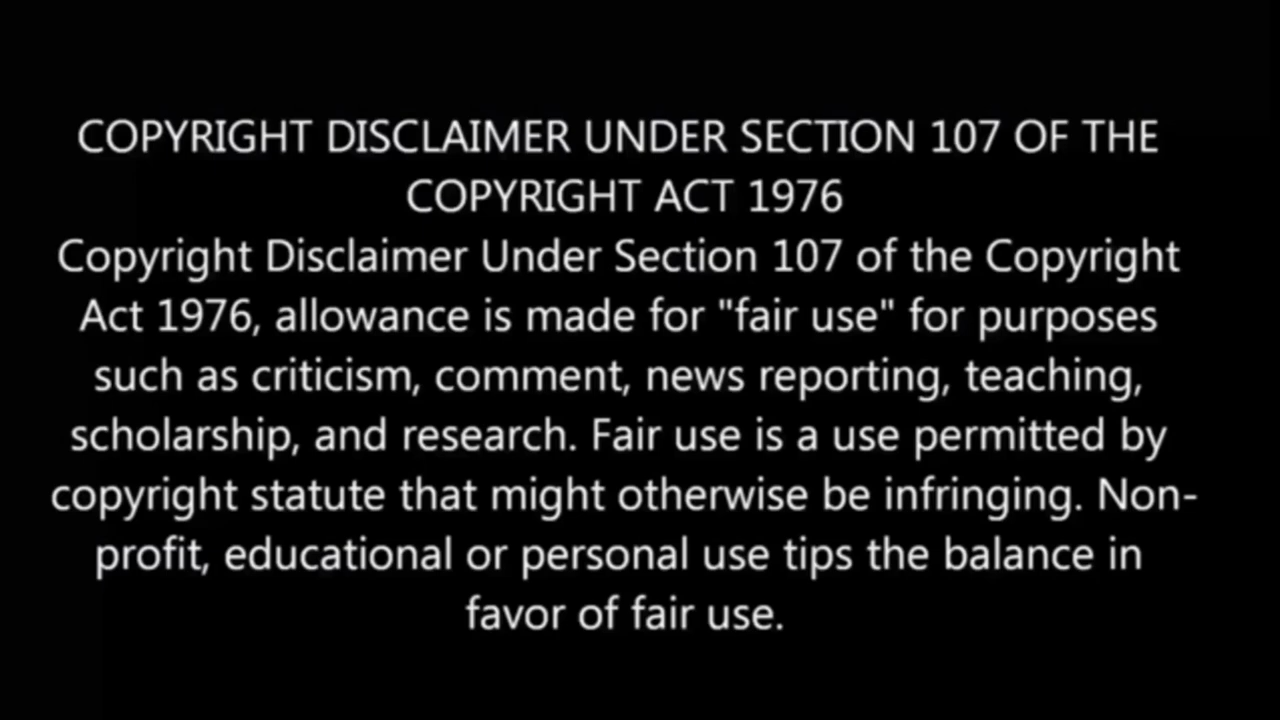 COPYRIGHT DISCLAIMER UNDER SECTION 107 OF THE
COPYRIGHT ACT 1976
Copyright Disclaimer Under Section 107 of the Copyright
Act 1976, allowance is made for "fair use" for purposes
such as criticism, comment, news reporting, teaching,
scholarship, and research. Fair use is a use permitted by
copyright statute that might otherwise be infringing. Non-
profit, educational or personal use tips the balance in
favor of fair use.